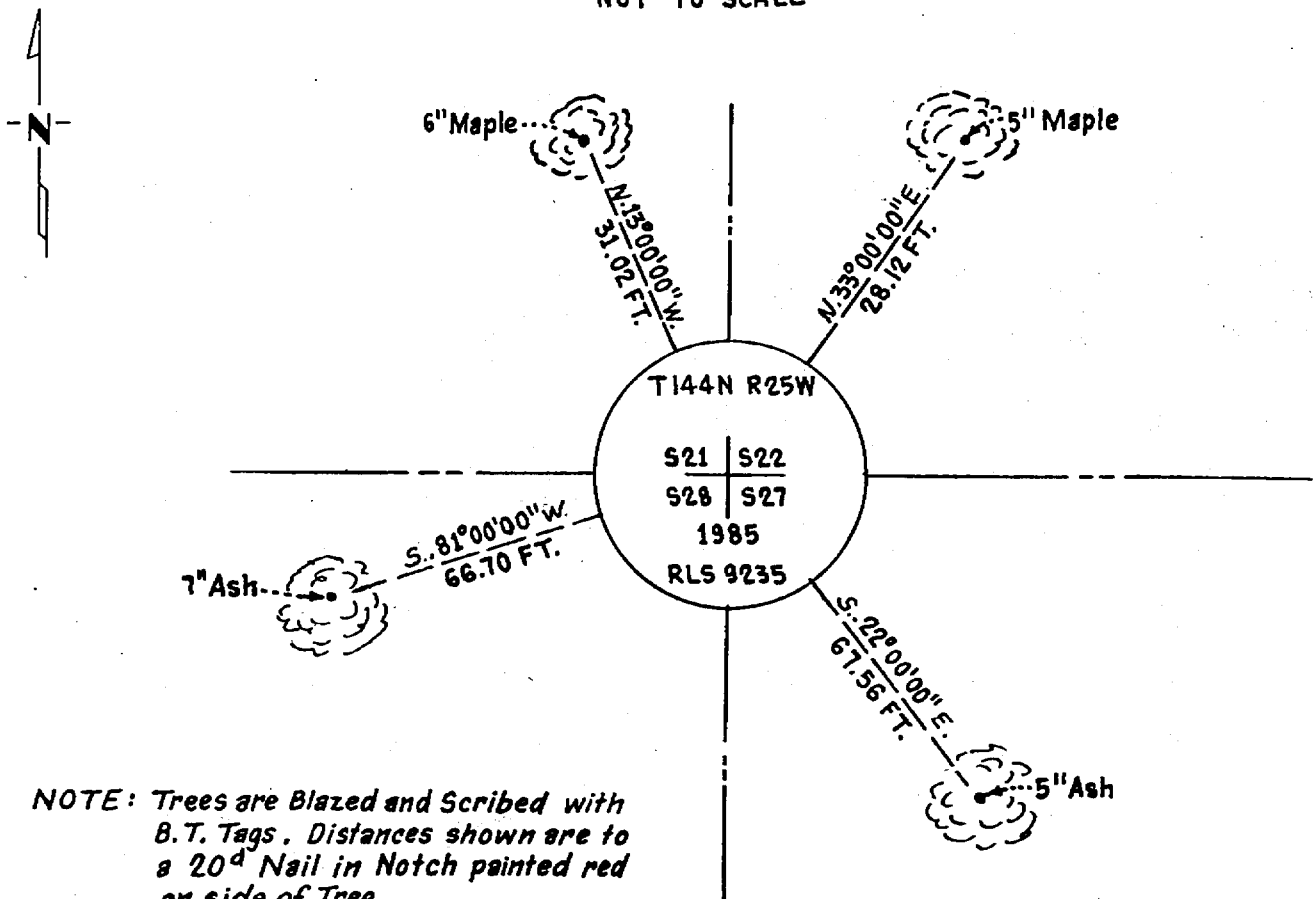 NOT TO SCALE
N
6" Maple
5" Maple
N.13°00'00"W.
31.02 FT.
N.33°00'00"E.
28.12 FT.
T144N R25W
S21 S22
S28 S27
1985
RLS 9235
S.81°00'00"W.
66.70 FT.
7" Ash
S.22°00'00"E.
67.56 FT.
5" Ash
NOTE: Trees are Blazed and Scribed with
B.T. Tags. Distances shown are to
a 20d Nail in Notch painted red
on side of Tree